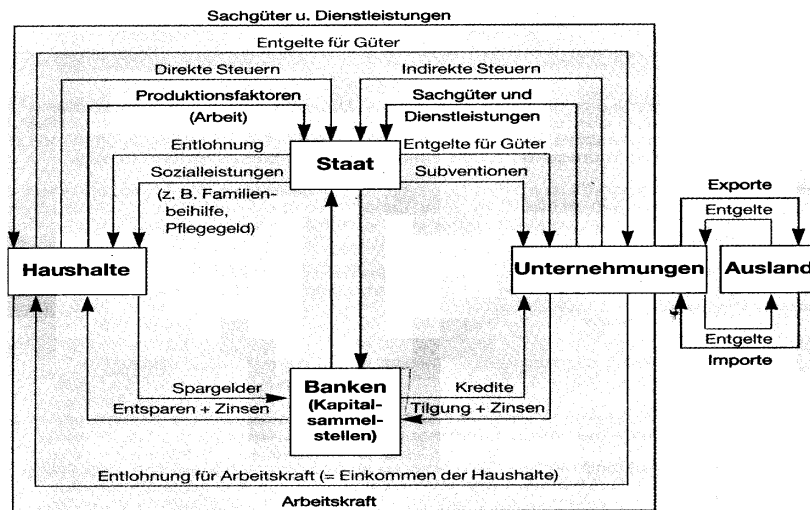 Sachgüter u. Dienstleistungen
Entgelte für Güter
Direkte Steuern
Indirekte Steuern
Produktionsfaktoren
(Arbeit)
Sachgüter und
Dienstleistungen
Entlohnung
Staat
Entgelte für Güter
Sozialleistungen
Subventionen
(z. B. Familien-
beihilfe,
Pflegegeld)
Exporte
Entgelte
Haushalte
Unternehmungen
Ausland
Entgelte
Importe
Spargelder
Banken
(Kapital-
sammel-
stellen)
Kredite
Entsparen + Zinsen
Tilgung + Zinsen
Entlohnung für Arbeitskraft (= Einkommen der Haushalte)
Arbeitskraft